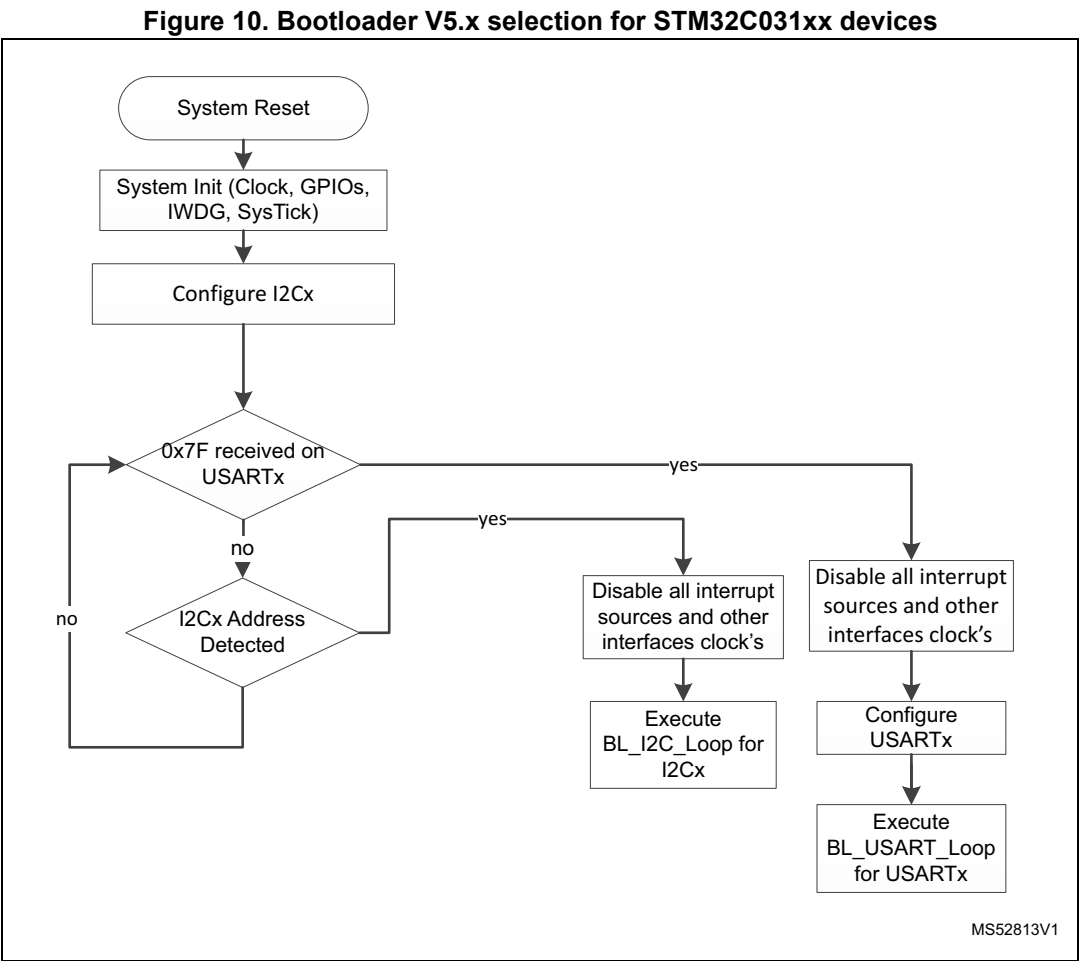 Figure 10. Bootloader V5.x selection for STM32C031xx devices
System Reset
System Init (Clock, GPIOs,
IWDG, SysTick)
Configure I2Cx
0x7F received on
USARTx
yes
no
yes
I2Cx Address
Detected
no
Disable all interrupt
sources and other
interfaces clock’s
Execute
BL_I2C_Loop for
I2Cx
Disable all interrupt
sources and other
interfaces clock’s
Configure
USARTx
Execute
BL_USART_Loop
for USARTx
MS52813V1